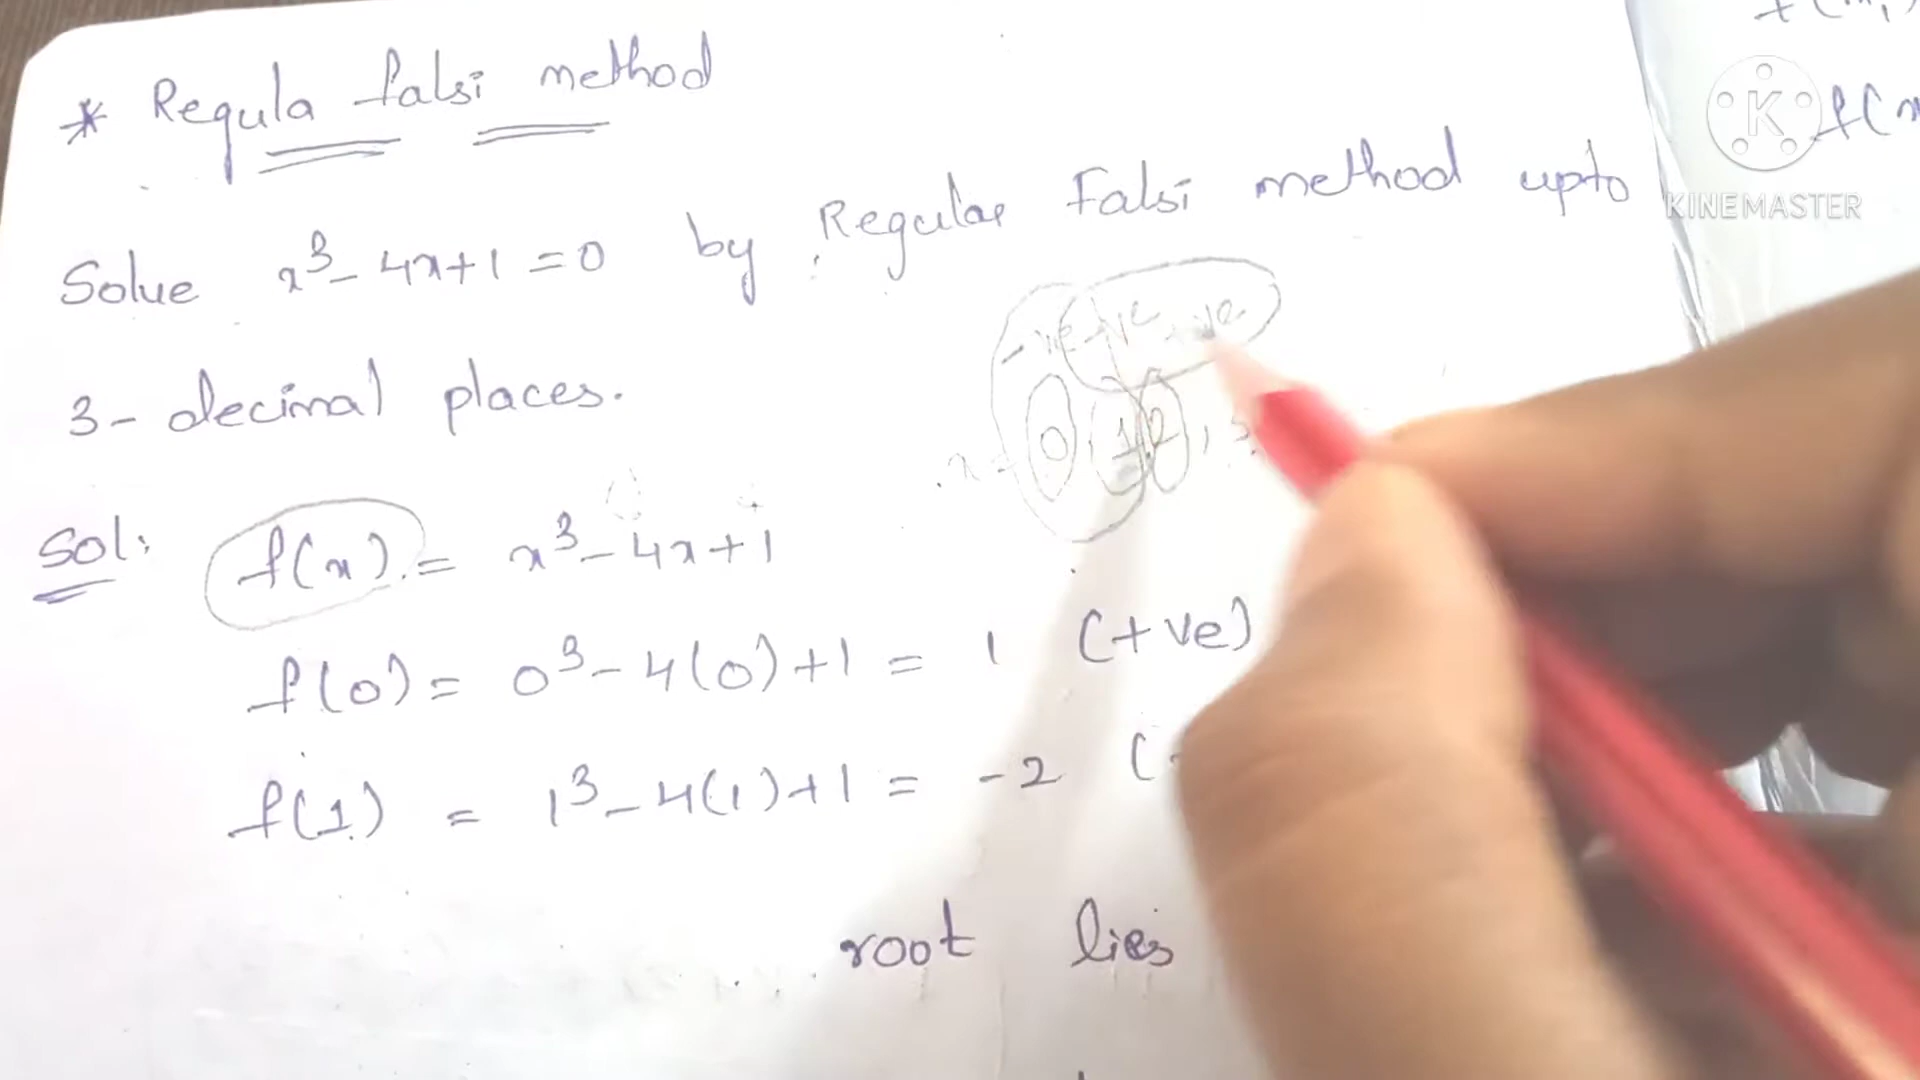 * Regula falsi method
Solve x³ - 4x + 1 = 0 by Regular Falsi method upto
3 - decimal places.
-ve -ve +ve
x = 0, 1, 2, 3
Sol: f(x) = x³ - 4x + 1
f(0) = 0³ - 4(0) + 1 = 1 (+ve)
f(1) = 1³ - 4(1) + 1 = -2 (-
root lies
KINEMASTER